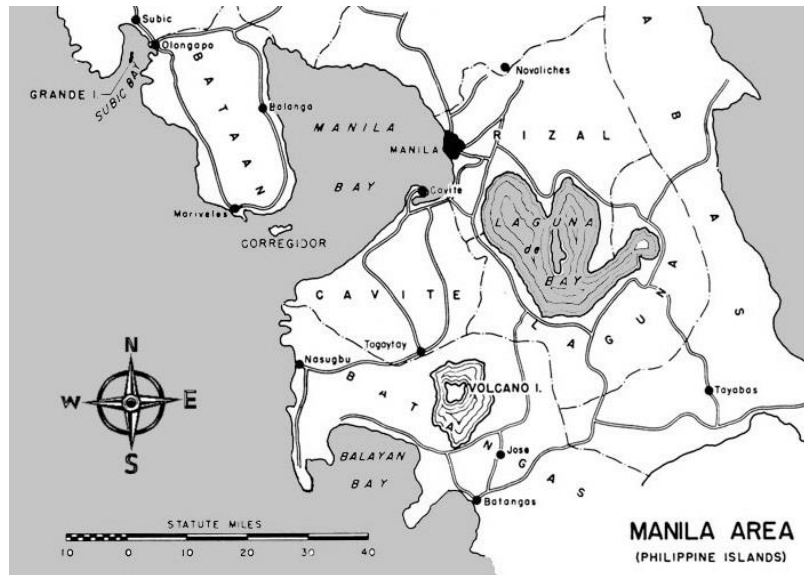 Subic
Olongapo
GRANDE I.
SUBIC BAY
BATAAN
Balanga
MANILA
BAY
Novaliches
MANILA
RIZAL
Cavite
Mariveles
CORREGIDOR
LAGUNA
de
BAY
TAYABAS
CAVITE
LAGUNA
Tagaytay
Nasugbu
VOLCANO I.
BATANGAS
Tayabas
N
W E
S
BALAYAN
BAY
Jose
Batangas
STATUTE MILES
10 0 10 20 30 40
MANILA AREA
(PHILIPPINE ISLANDS)